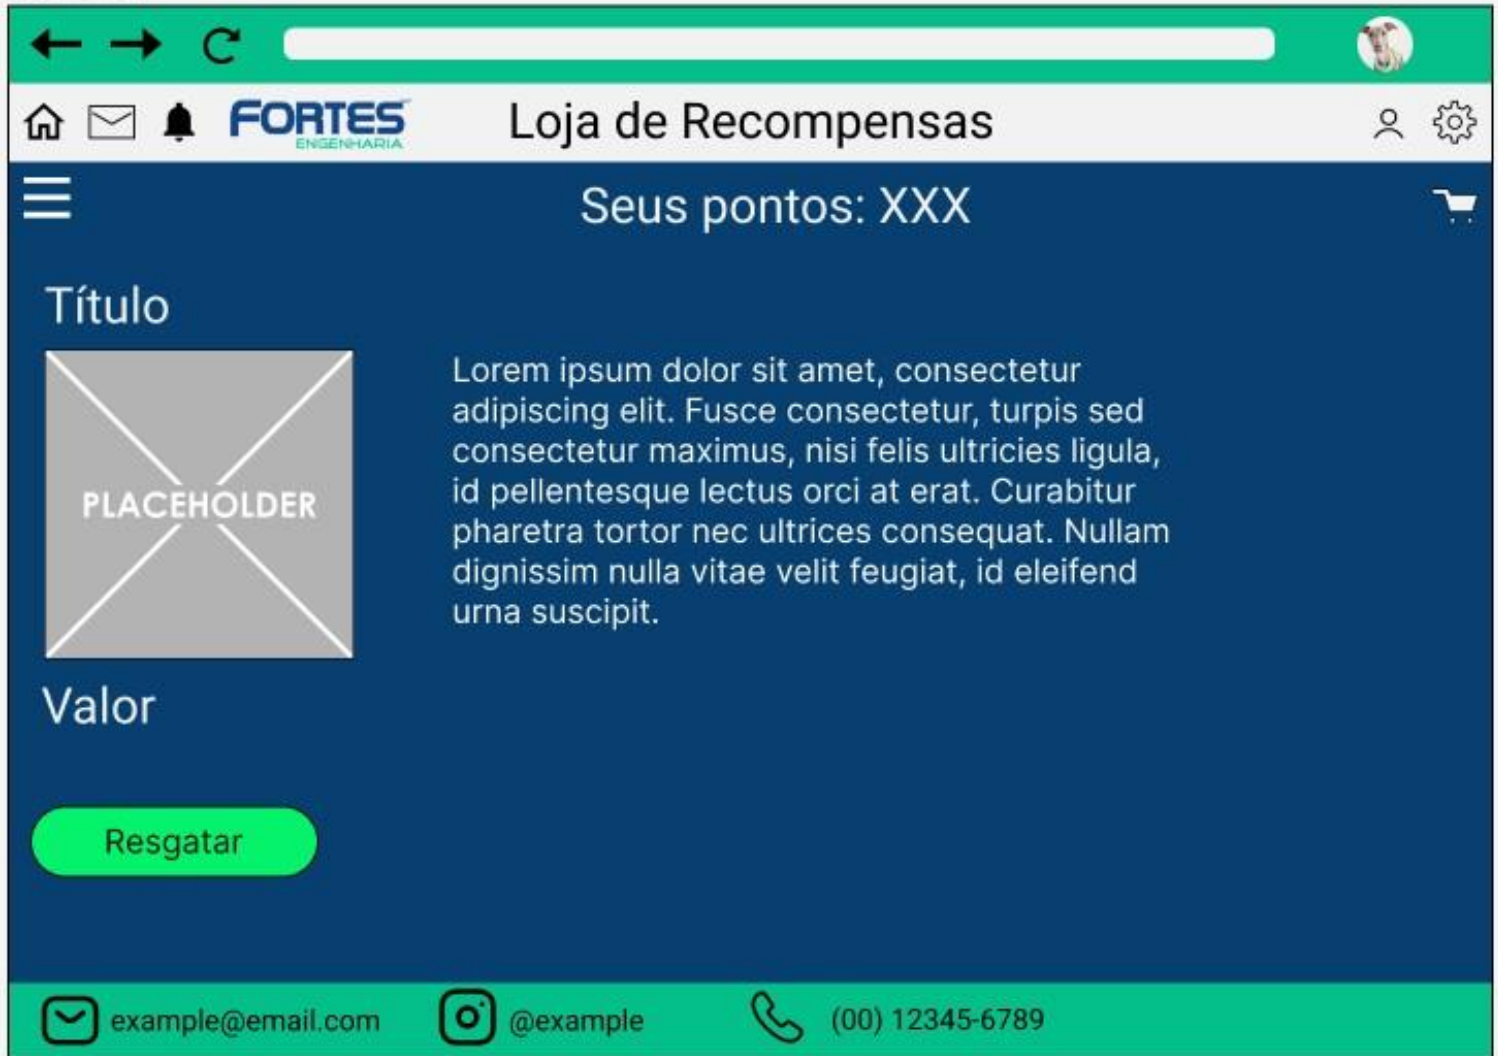 FORTES
ENGENHARIA
Loja de Recompensas
Seus pontos: XXX
Título
PLACEHOLDER
Lorem ipsum dolor sit amet, consectetur
adipiscing elit. Fusce consectetur, turpis sed
consectetur maximus, nisi felis ultricies ligula,
id pellentesque lectus orci at erat. Curabitur
pharetra tortor nec ultrices consequat. Nullam
dignissim nulla vitae velit feugiat, id eleifend
urna suscipit.
Valor
Resgatar
example@email.com
@example
(00) 12345-6789